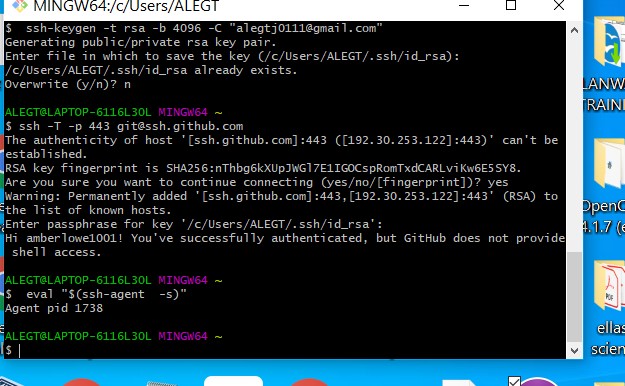 MINGW64:/c/Users/ALEGT
$  ssh-keygen -t rsa -b 4096 -C "alegtj0111@gmail.com"
Generating public/private rsa key pair.
Enter file in which to save the key (/c/Users/ALEGT/.ssh/id_rsa):
/c/Users/ALEGT/.ssh/id_rsa already exists.
Overwrite (y/n)? n
ALEGT@LAPTOP-6116L3OL MINGW64 ~
$ ssh -T -p 443 git@ssh.github.com
The authenticity of host '[ssh.github.com]:443 ([192.30.253.122]:443)' can't be
established.
RSA key fingerprint is SHA256:nThbg6kXUpJWGl7E1IGOCspRomTxdCARLviKw6E5SY8.
Are you sure you want to continue connecting (yes/no/[fingerprint])? yes
Warning: Permanently added '[ssh.github.com]:443,[192.30.253.122]:443' (RSA) to
the list of known hosts.
Enter passphrase for key '/c/Users/ALEGT/.ssh/id_rsa':
Hi amberlowe1001! You've successfully authenticated, but GitHub does not provide
shell access.
ALEGT@LAPTOP-6116L3OL MINGW64 ~
$  eval "$(ssh-agent  -s)"
Agent pid 1738
ALEGT@LAPTOP-6116L3OL MINGW64 ~
$
LANW
TRAINI
OpenO
4.1.7 (e
PDF
ellas
scien